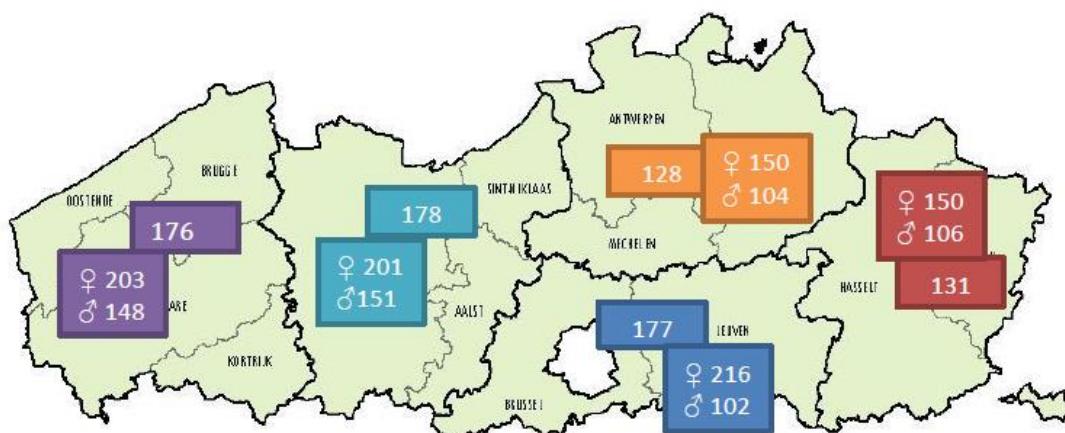 ANTWERPEN
BRUGGE
128
♀ 150
♂ 104
SINT-NIKLAAS
OOSTENDE
178
♀ 150
♂ 106
176
MECHELEN
♀ 203
♂ 148
♀ 201
♂151
HASSELT
131
ARE
AALST
177
LEUVEN
KORTRIJK
♀ 216
♂ 102
BRUSSEL